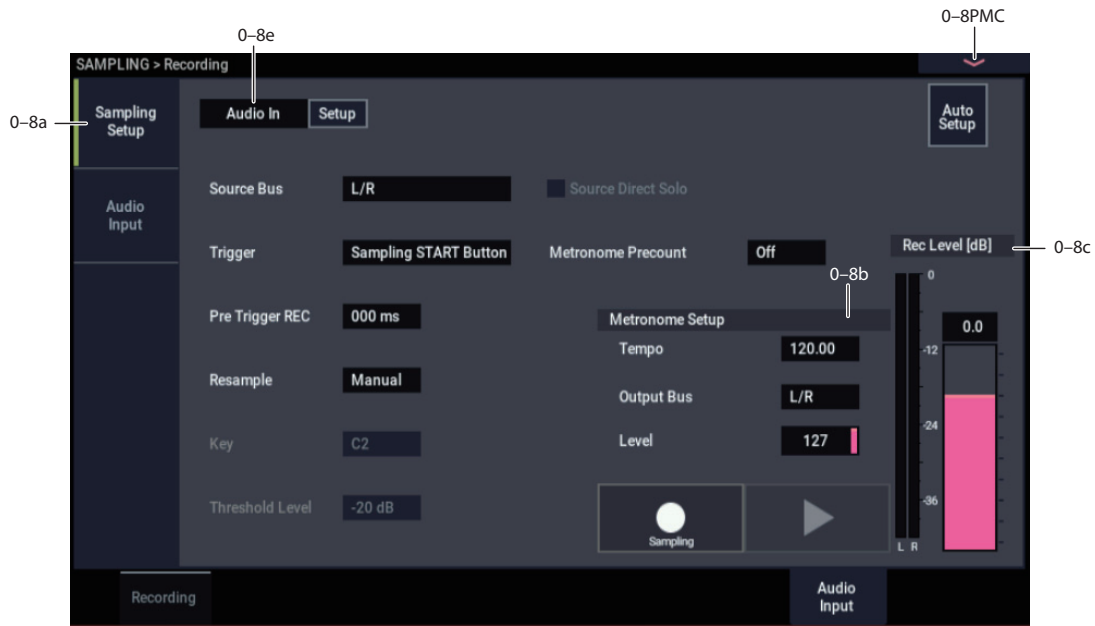 0–8PMC
0–8e
SAMPLING > Recording
0–8a
Sampling
Setup
Audio In
Setup
Auto
Setup
Audio
Input
Source Bus
L/R
Source Direct Solo
Trigger
Sampling START Button
Metronome Precount
Off
Rec Level [dB]
0–8c
0–8b
0
Pre Trigger REC
000 ms
Metronome Setup
0.0
Tempo
120.00
-12
Resample
Manual
Output Bus
L/R
-24
Key
C2
Level
127
Threshold Level
-20 dB
-36
Sampling
L R
Recording
Audio
Input